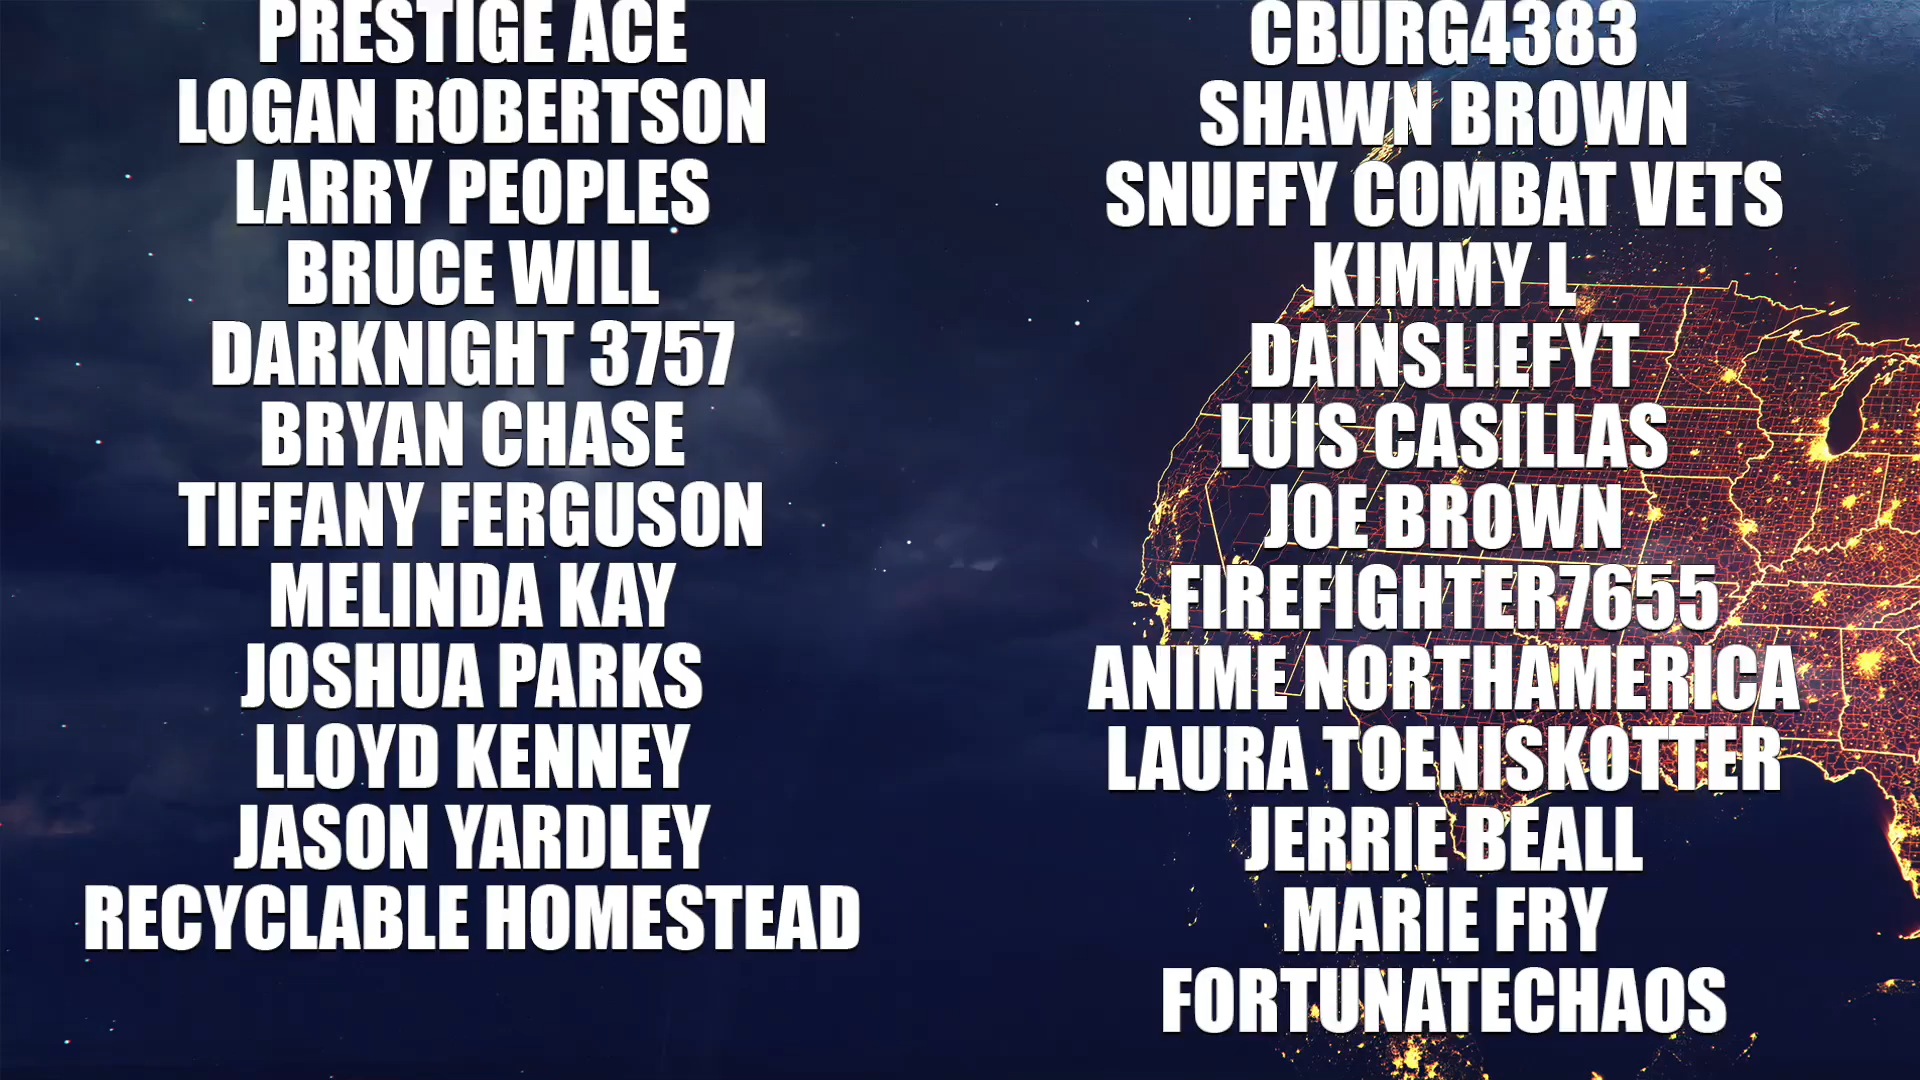 PRESTIGE ACE
LOGAN ROBERTSON
LARRY PEOPLES
BRUCE WILL
DARKNIGHT 3757
BRYAN CHASE
TIFFANY FERGUSON
MELINDA KAY
JOSHUA PARKS
LLOYD KENNEY
JASON YARDLEY
RECYCLABLE HOMESTEAD
CBURG4383
SHAWN BROWN
SNUFFY COMBAT VETS
KIMMY L
DAINSLIEFYT
LUIS CASILLAS
JOE BROWN
FIREFIGHTER7655
ANIME NORTHAMERICA
LAURA TOENISKOTTER
JERRIE BEALL
MARIE FRY
FORTUNATECHAOS